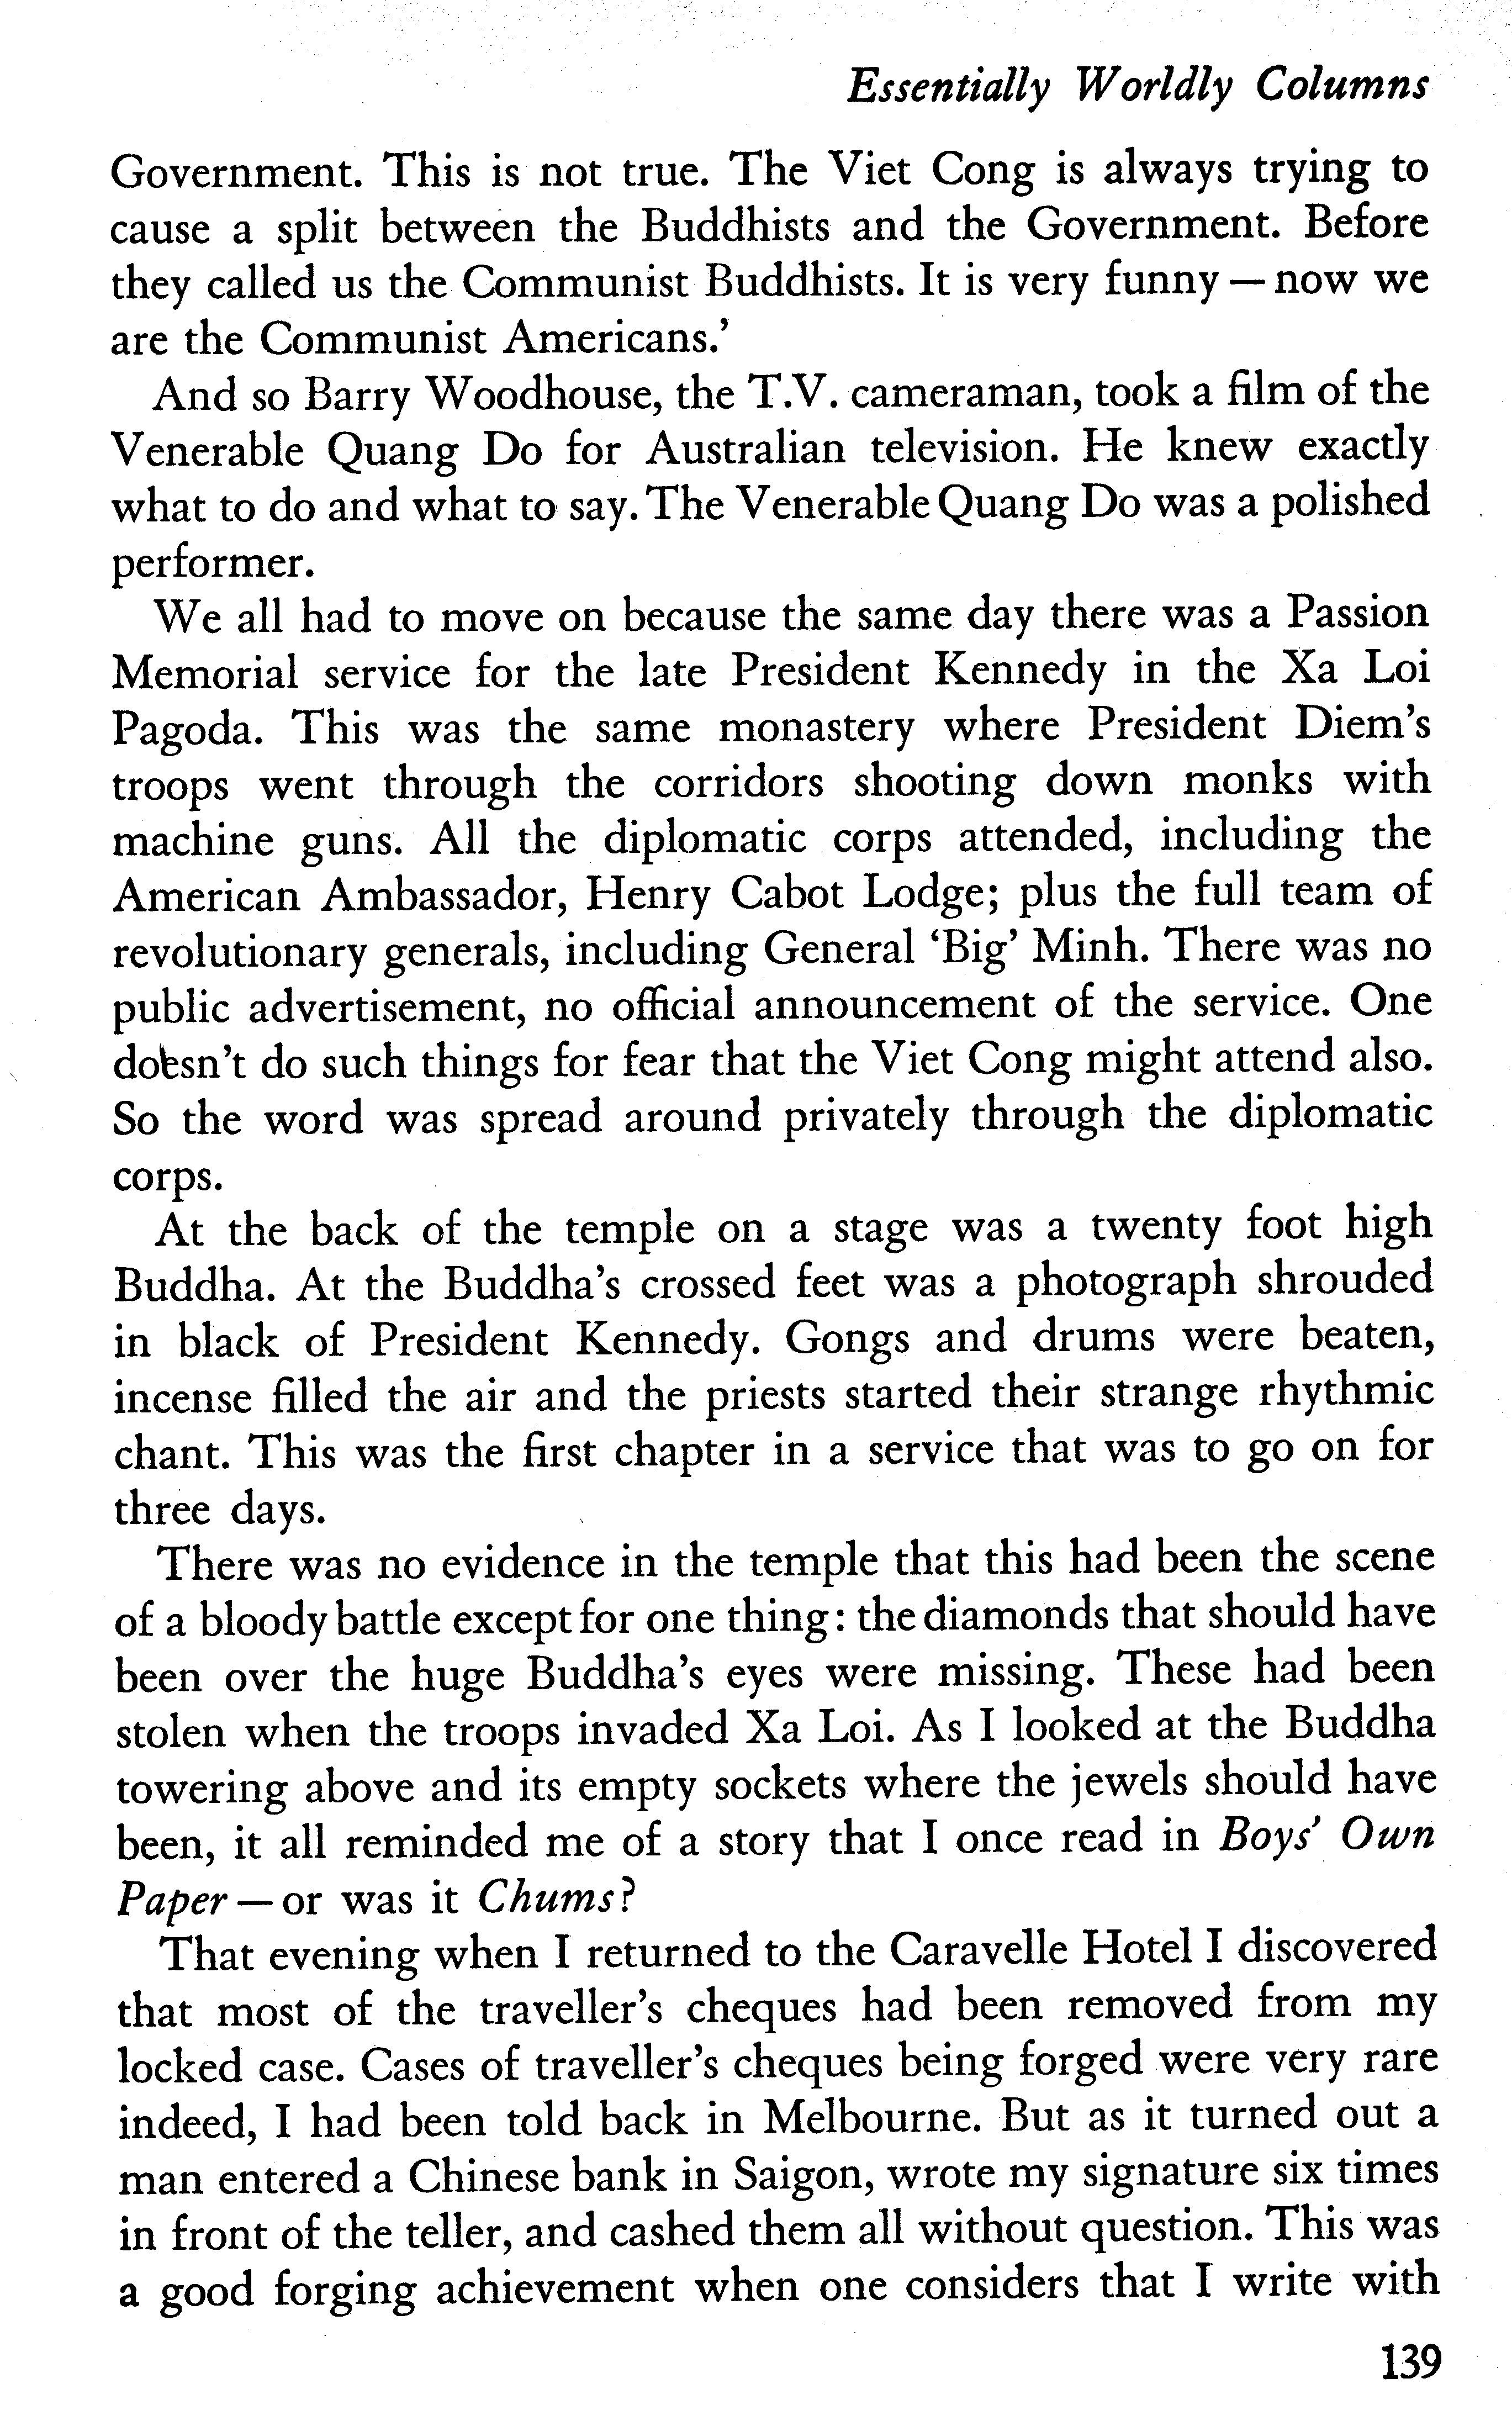 Essentially Worldly Columns
Government. This is not true. The Viet Cong is always trying to
cause a split between the Buddhists and the Government. Before
they called us the Communist Buddhists. It is very funny — now we
are the Communist Americans.’
And so Barry Woodhouse, the T.V. cameraman, took a film of the
Venerable Quang Do for Australian television. He knew exactly
what to do and what to say. The Venerable Quang Do was a polished
performer.
We all had to move on because the same day there was a Passion
Memorial service for the late President Kennedy in the Xa Loi
Pagoda. This was the same monastery where President Diem’s
troops went through the corridors shooting down monks with
machine guns. All the diplomatic corps attended, including the
American Ambassador, Henry Cabot Lodge; plus the full team of
revolutionary generals, including General ‘Big’ Minh. There was no
public advertisement, no official announcement of the service. One
doesn’t do such things for fear that the Viet Cong might attend also.
So the word was spread around privately through the diplomatic
corps.
At the back of the temple on a stage was a twenty foot high
Buddha. At the Buddha’s crossed feet was a photograph shrouded
in black of President Kennedy. Gongs and drums were beaten,
incense filled the air and the priests started their strange rhythmic
chant. This was the first chapter in a service that was to go on for
three days.
There was no evidence in the temple that this had been the scene
of a bloody battle except for one thing: the diamonds that should have
been over the huge Buddha’s eyes were missing. These had been
stolen when the troops invaded Xa Loi. As I looked at the Buddha
towering above and its empty sockets where the jewels should have
been, it all reminded me of a story that I once read in Boys’ Own
Paper — or was it Chums?
That evening when I returned to the Caravelle Hotel I discovered
that most of the traveller’s cheques had been removed from my
locked case. Cases of traveller’s cheques being forged were very rare
indeed, I had been told back in Melbourne. But as it turned out a
man entered a Chinese bank in Saigon, wrote my signature six times
in front of the teller, and cashed them all without question. This was
a good forging achievement when one considers that I write with
139